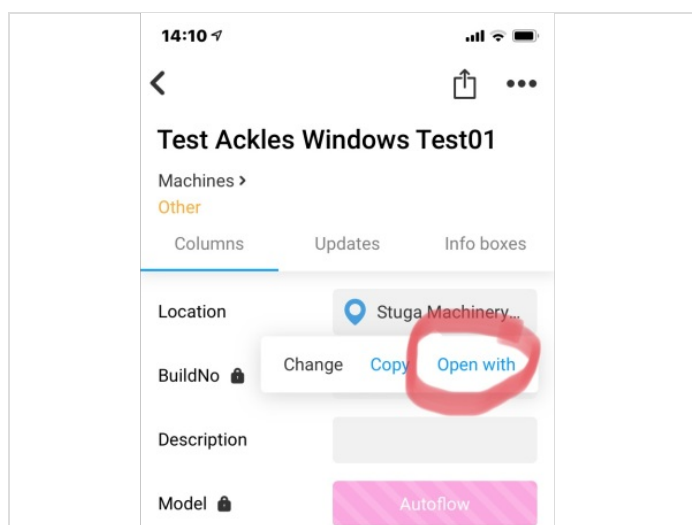 14:10
Test Ackles Windows Test01
Machines >
Other
Columns Updates Info boxes
Location Stuga Machinery...
Change Copy Open with
BuildNo
Description
Model Autoflow